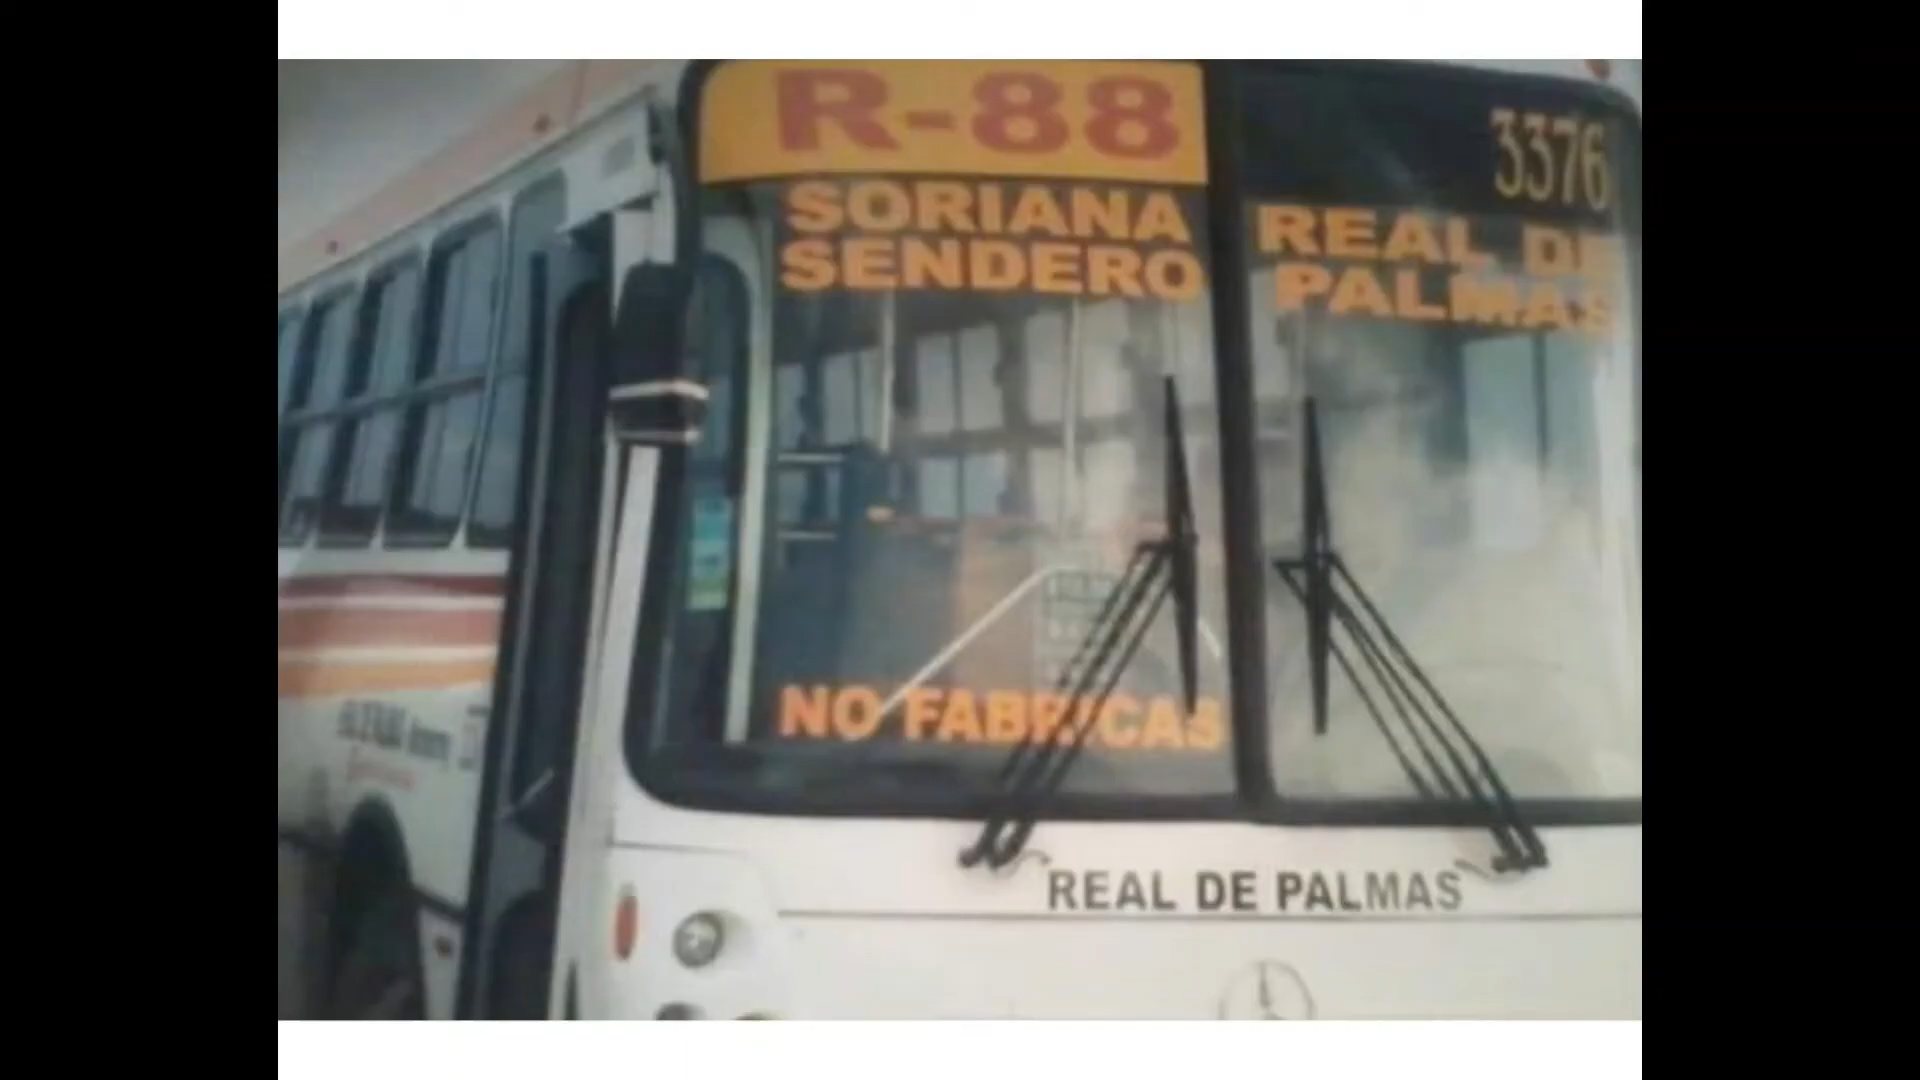 R-88
3376
SORIANA
SENDERO
REAL DE
PALMAS
NO FABRICAS
REAL DE PALMAS